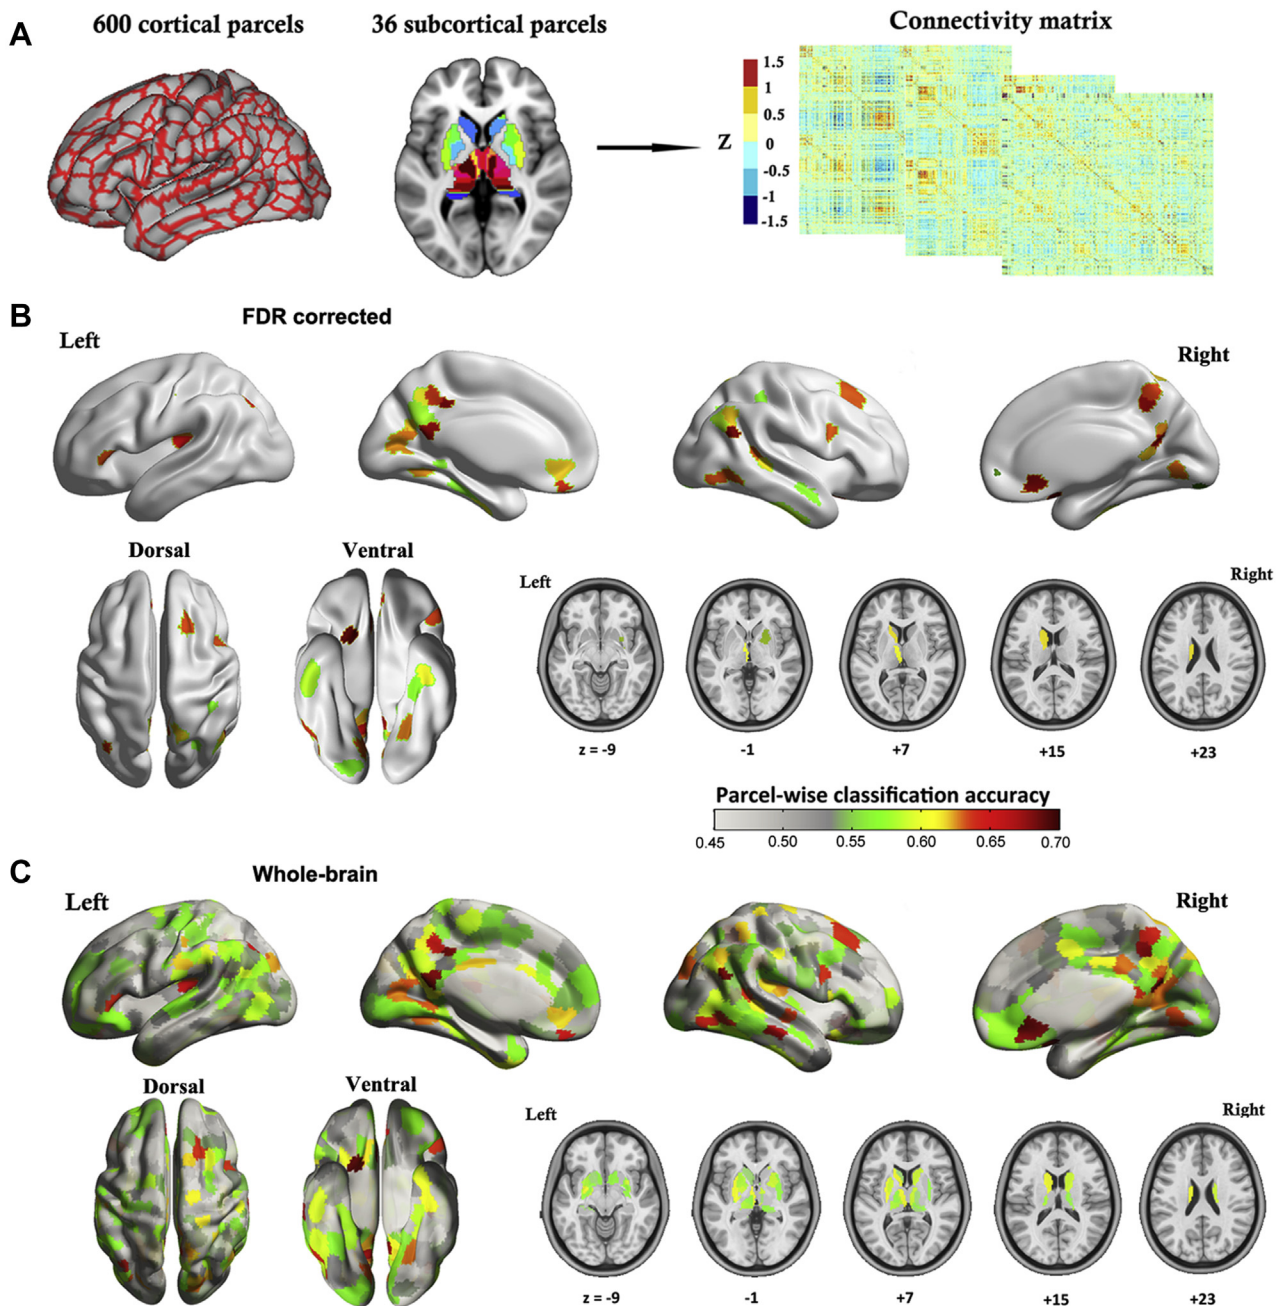 A
600 cortical parcels
36 subcortical parcels
Connectivity matrix
Z
1.5
1
0.5
0
-0.5
-1
-1.5
B
FDR corrected
Left
Right
Dorsal
Ventral
Left
Right
z = -9
-1
+7
+15
+23
Parcel-wise classification accuracy
0.45
0.50
0.55
0.60
0.65
0.70
C
Whole-brain
Left
Right
Dorsal
Ventral
Left
Right
z = -9
-1
+7
+15
+23